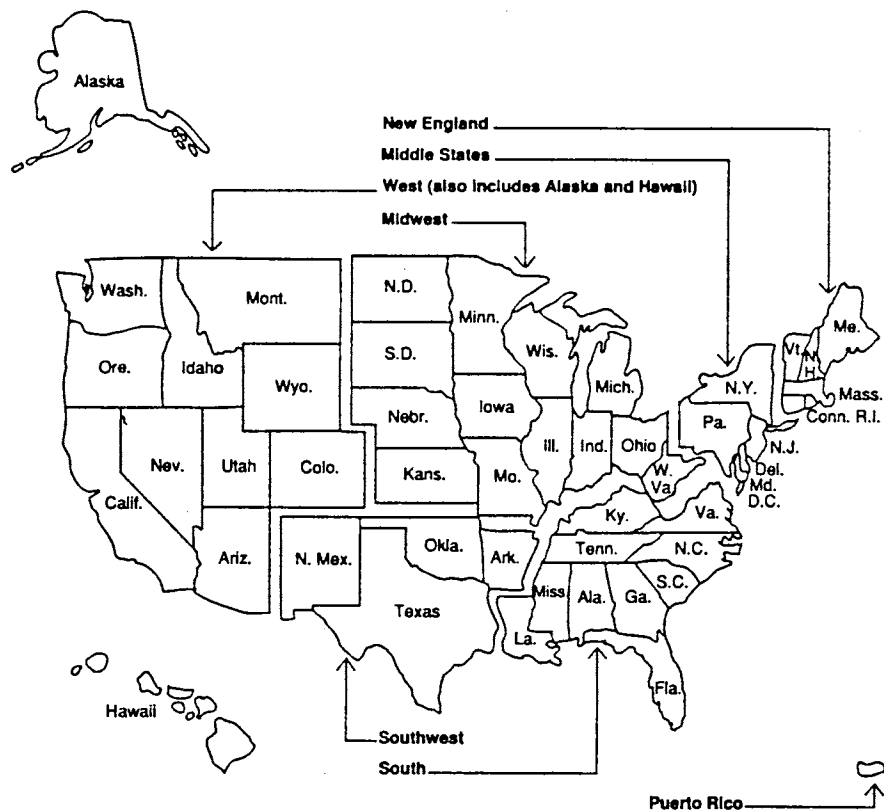 Alaska
New England
Middle States
West (also includes Alaska and Hawaii)
Midwest
Wash.
Mont.
N.D.
Minn.
Me.
Vt.
N.
H.
Ore.
Idaho
S.D.
Wis.
Wyo.
Mich.
N.Y.
Mass.
Nebr.
Iowa
Conn. R.I.
Pa.
Nev.
Utah
Colo.
Kans.
Mo.
Ill.
Ind.
Ohio
N.J.
W.
Va.
Del.
Md.
D.C.
Calif.
Ky.
Va.
Ariz.
N. Mex.
Okla.
Ark.
Tenn.
N.C.
S.C.
Texas
Miss.
Ala.
Ga.
La.
Fla.
Hawaii
Southwest
South
Puerto Rico